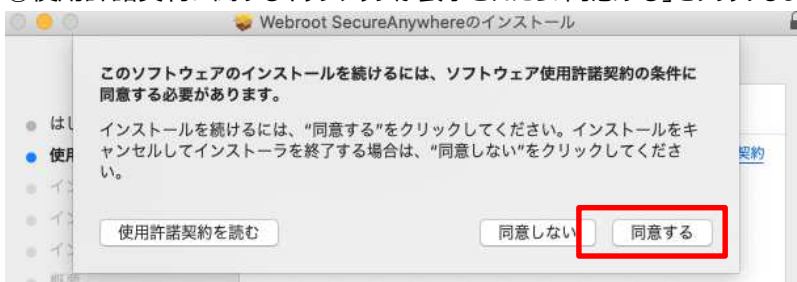 Webroot SecureAnywhereのインストール
このソフトウェアのインストールを続けるには、ソフトウェア使用許諾契約の条件に
同意する必要があります。
インストールを続けるには、“同意する”をクリックしてください。インストールをキ
ャンセルしてインストーラを終了する場合は、“同意しない”をクリックしてくださ
い。
はじ
使用
契約
イン
イン
イン
概要
使用許諾契約を読む
同意しない
同意する